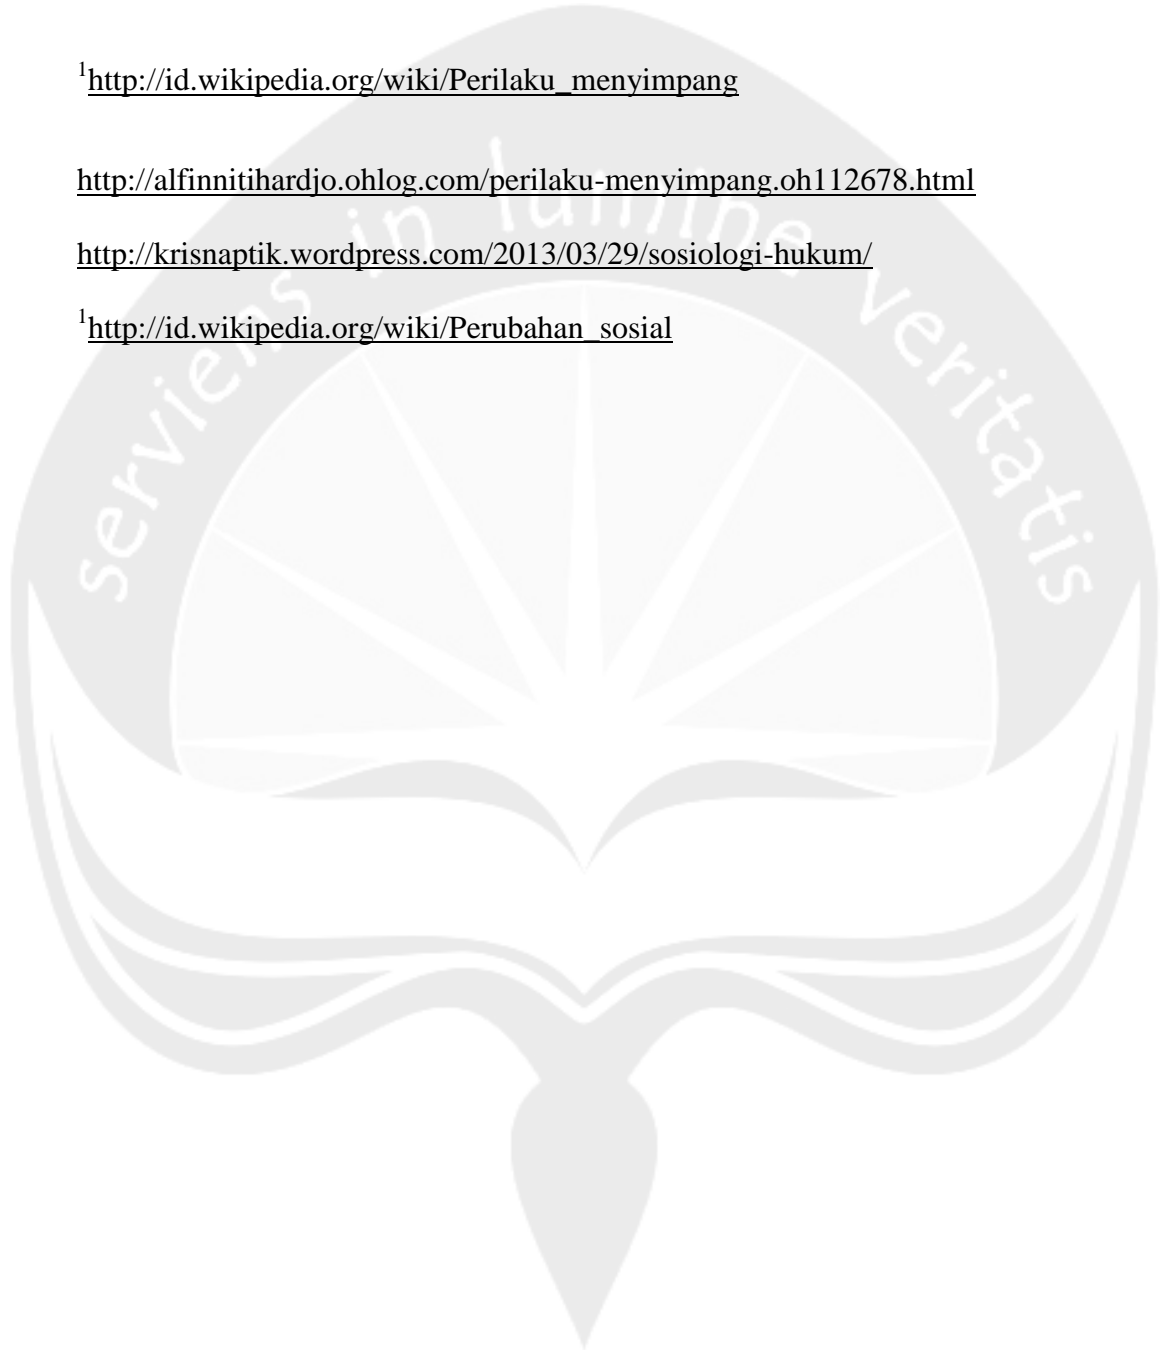 ¹http://id.wikipedia.org/wiki/Perilaku_menyimpang
http://alfinnitihardjo.ohlog.com/perilaku-menyimpang.oh112678.html
http://krisnaptik.wordpress.com/2013/03/29/sosiologi-hukum/
¹http://id.wikipedia.org/wiki/Perubahan_sosial
serviens in lumine veritatis